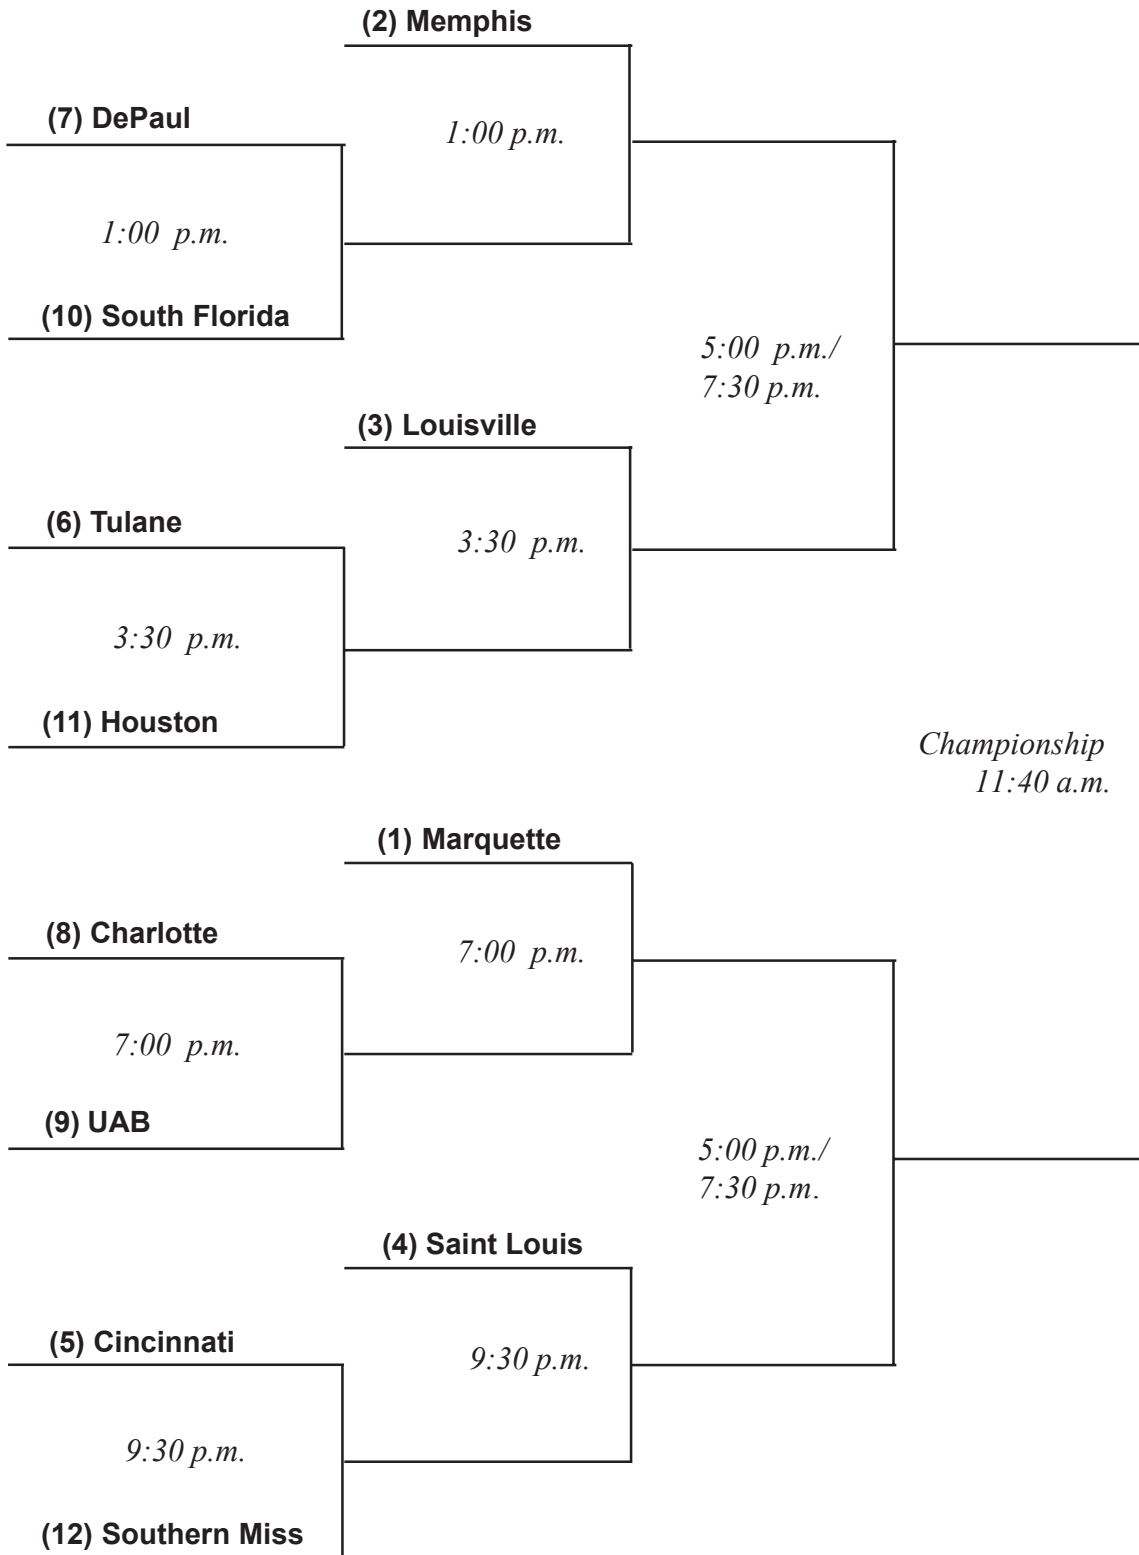 (2) Memphis
(7) DePaul
1:00 p.m.
1:00 p.m.
(10) South Florida
5:00 p.m./
7:30 p.m.
(3) Louisville
(6) Tulane
3:30 p.m.
3:30 p.m.
(11) Houston
Championship
11:40 a.m.
(1) Marquette
(8) Charlotte
7:00 p.m.
7:00 p.m.
(9) UAB
5:00 p.m./
7:30 p.m.
(4) Saint Louis
(5) Cincinnati
9:30 p.m.
9:30 p.m.
(12) Southern Miss